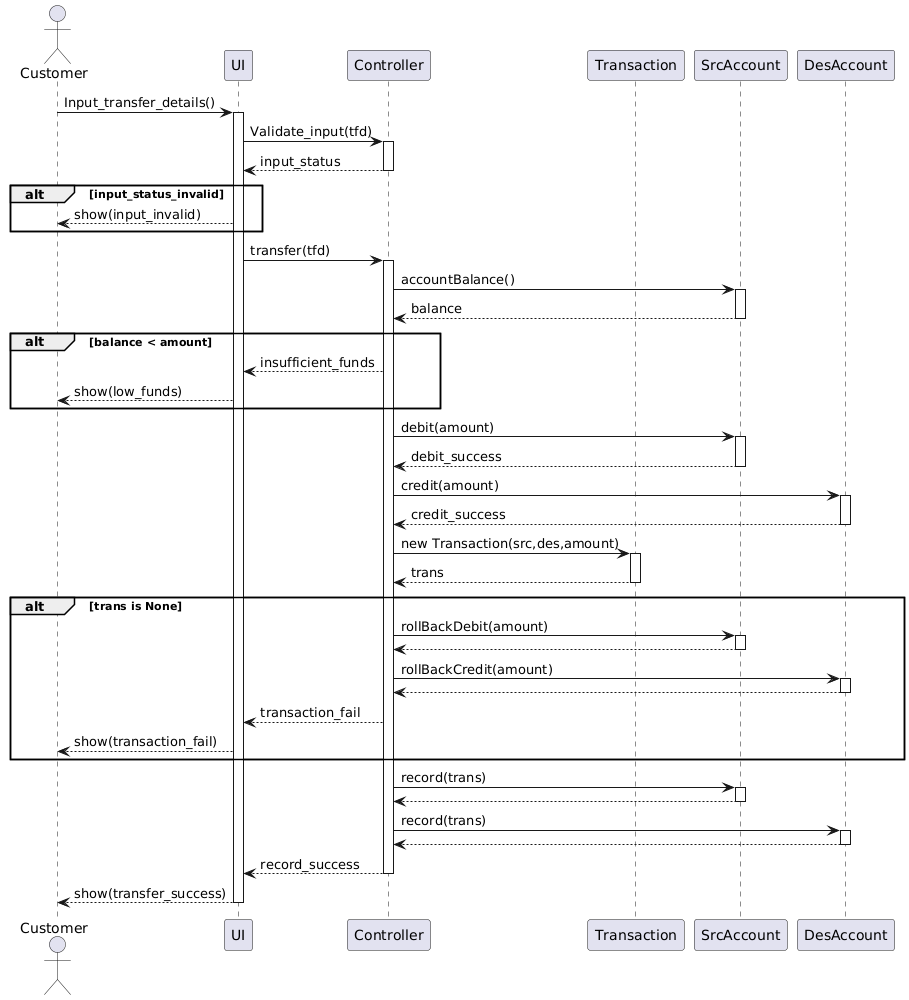 Customer
UI
Controller
Transaction
SrcAccount
DesAccount
Input_transfer_details()
Validate_input(tfd)
input_status
alt [input_status_invalid]
show(input_invalid)
transfer(tfd)
accountBalance()
balance
alt [balance < amount]
insufficient_funds
show(low_funds)
debit(amount)
debit_success
credit(amount)
credit_success
new Transaction(src,des,amount)
trans
alt [trans is None]
rollBackDebit(amount)
rollBackCredit(amount)
transaction_fail
show(transaction_fail)
record(trans)
record(trans)
record_success
show(transfer_success)
Customer
UI
Controller
Transaction
SrcAccount
DesAccount